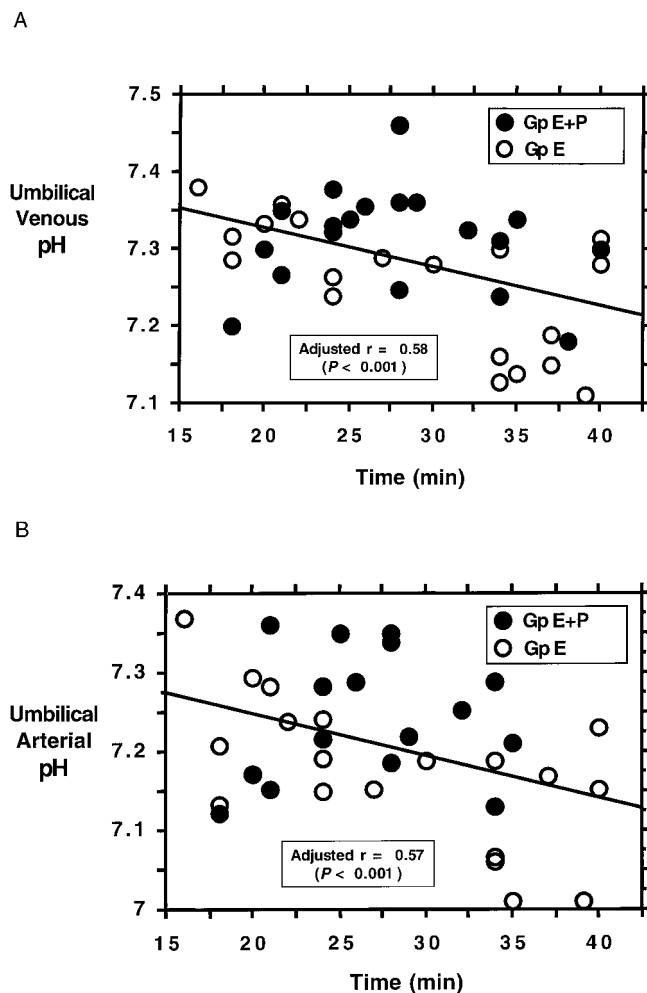 A
7.5
7.4
7.3
7.2
7.1
Umbilical
Venous
pH
Gp E+P
Gp E
Adjusted r = 0.58
(P < 0.001)
15 20 25 30 35 40
Time (min)
B
7.4
7.3
7.2
7.1
7
Umbilical
Arterial
pH
Gp E+P
Gp E
Adjusted r = 0.57
(P < 0.001)
15 20 25 30 35 40
Time (min)